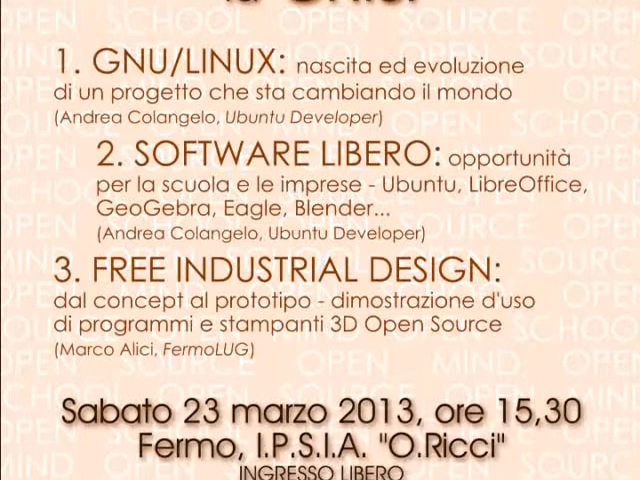 1. GNU/LINUX: nascita ed evoluzione
di un progetto che sta cambiando il mondo
(Andrea Colangelo, Ubuntu Developer)
2. SOFTWARE LIBERO: opportunità
per la scuola e le imprese - Ubuntu, LibreOffice,
GeoGebra, Eagle, Blender...
(Andrea Colangelo, Ubuntu Developer)
3. FREE INDUSTRIAL DESIGN:
dal concept al prototipo - dimostrazione d'uso
di programmi e stampanti 3D Open Source
(Marco Alici, FermoLUG)
Sabato 23 marzo 2013, ore 15,30
Fermo, I.P.S.I.A. "O.Ricci"
INGRESSO LIBERO